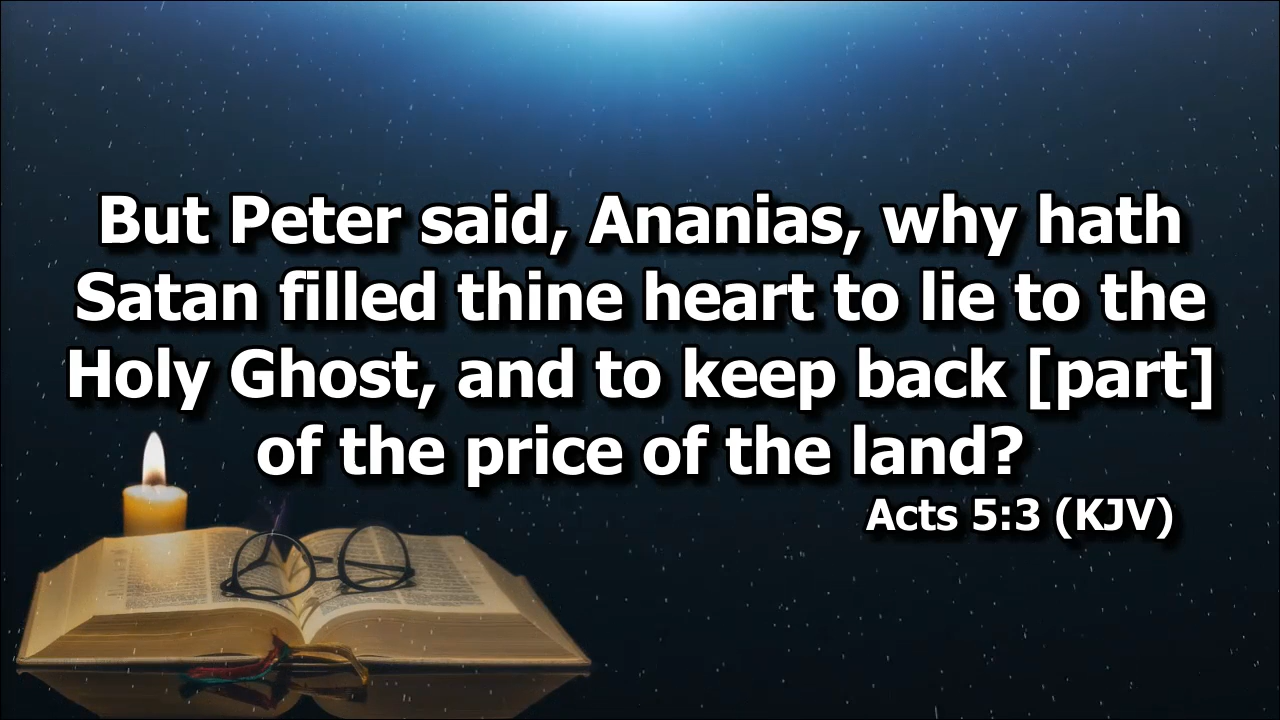 But Peter said, Ananias, why hath
Satan filled thine heart to lie to the
Holy Ghost, and to keep back [part]
of the price of the land?
Acts 5:3 (KJV)